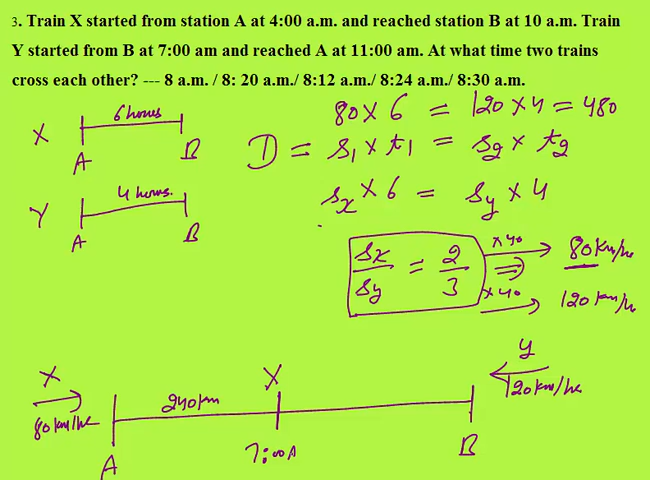 3. Train X started from station A at 4:00 a.m. and reached station B at 10 a.m. Train
Y started from B at 7:00 am and reached A at 11:00 am. At what time two trains
cross each other? --- 8 a.m. / 8: 20 a.m./ 8:12 a.m./ 8:24 a.m./ 8:30 a.m.
X 6 hours
A B
80 x 6 = 120 x 4 = 480
D = s1 x t1 = s2 x t2
Y 4 hours.
A B
sx x 6 = sy x 4
sx/sy = 2/3
x 40 80 km/hr
x 40 120 km/hr
X 80 km/hr
240 km
X
y 120 km/hr
A 7:00 A B